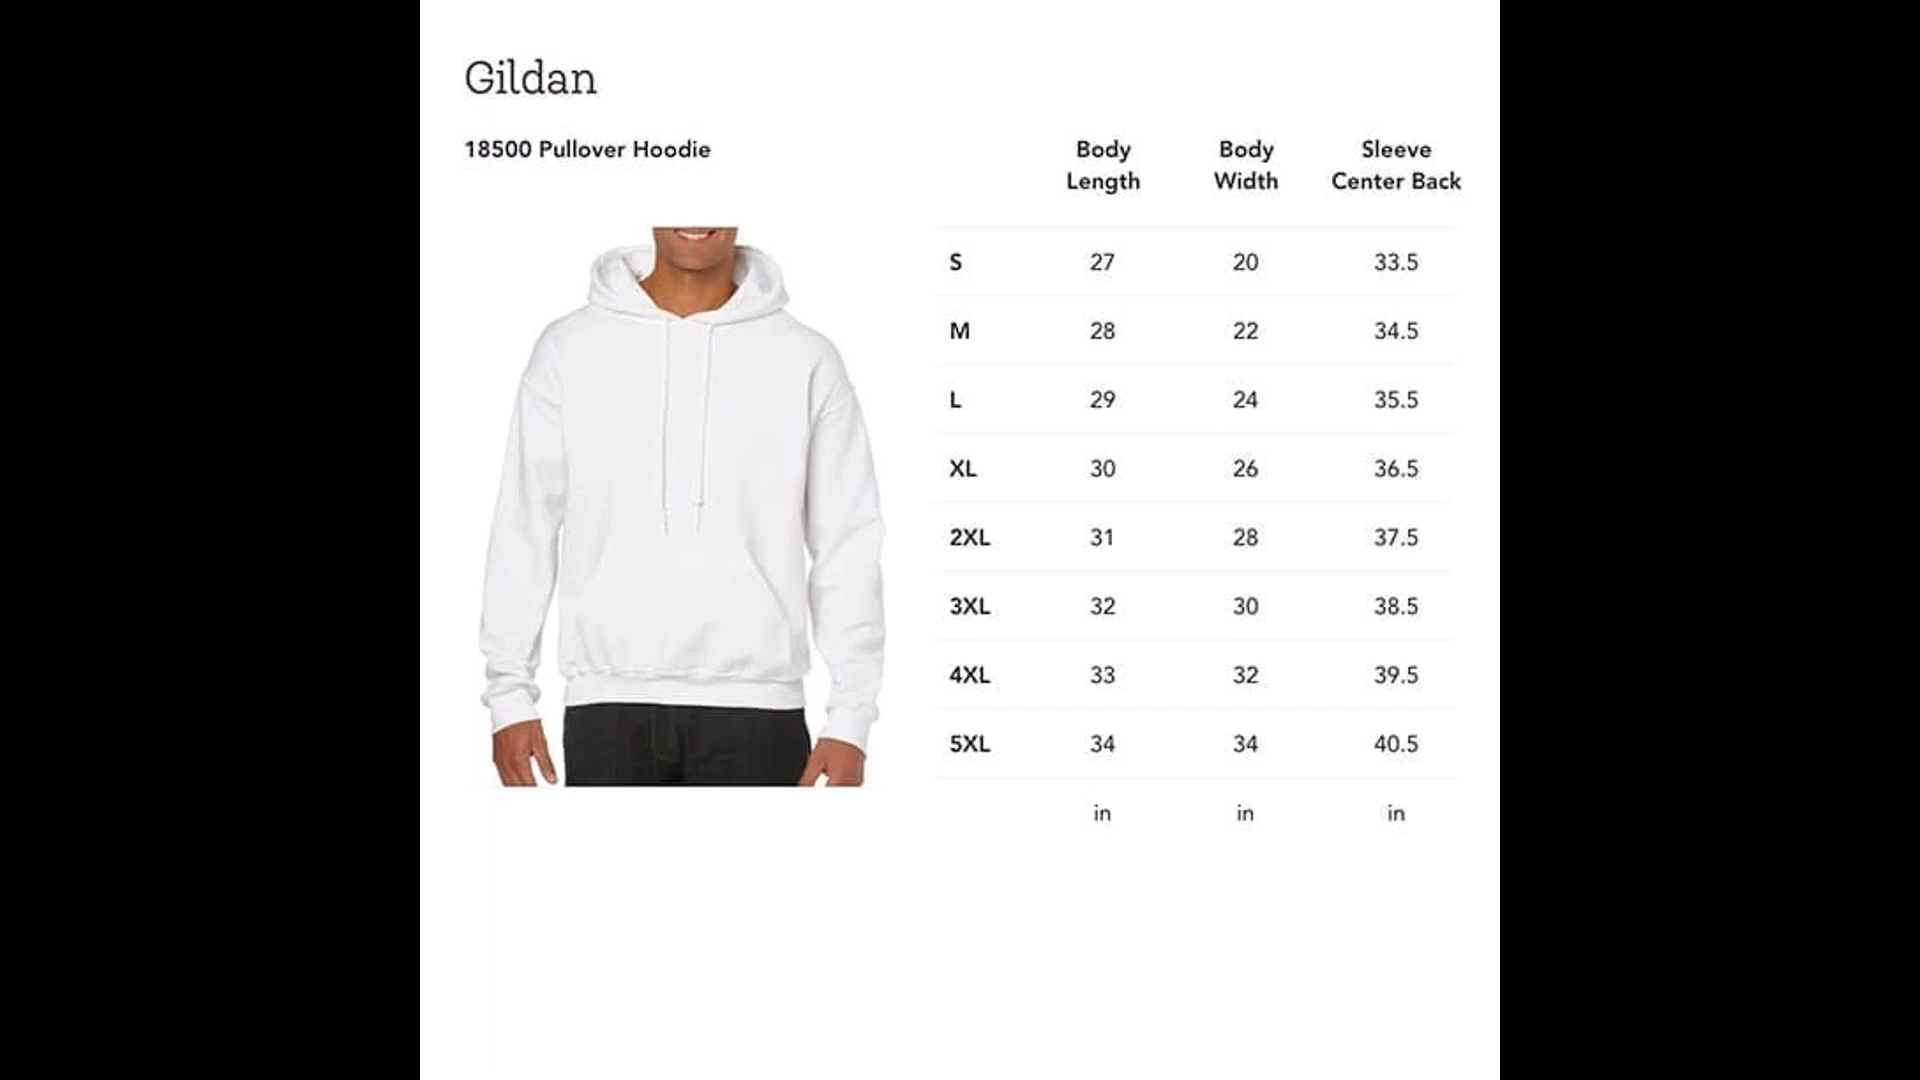 Gildan
18500 Pullover Hoodie
Body Length Body Width Sleeve Center Back
S 27 20 33.5
M 28 22 34.5
L 29 24 35.5
XL 30 26 36.5
2XL 31 28 37.5
3XL 32 30 38.5
4XL 33 32 39.5
5XL 34 34 40.5
in in in